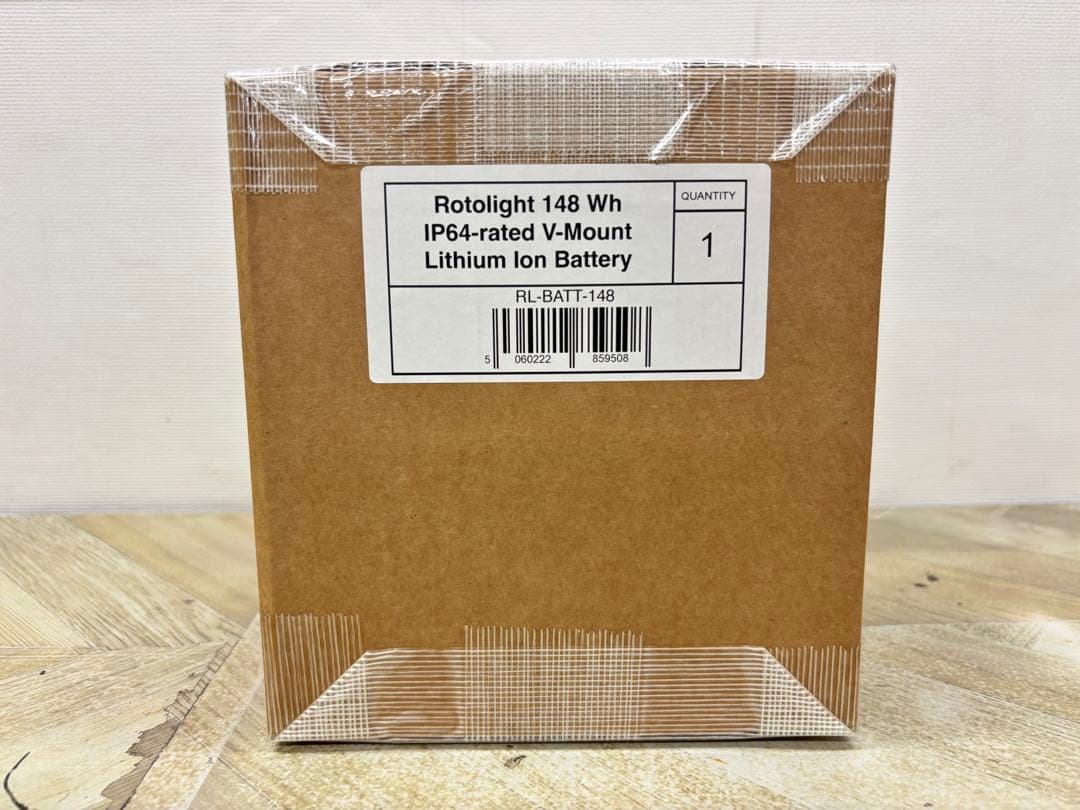 Rotolight 148 Wh
IP64-rated V-Mount
Lithium Ion Battery
QUANTITY
1
RL-BATT-148
5 060222 859508